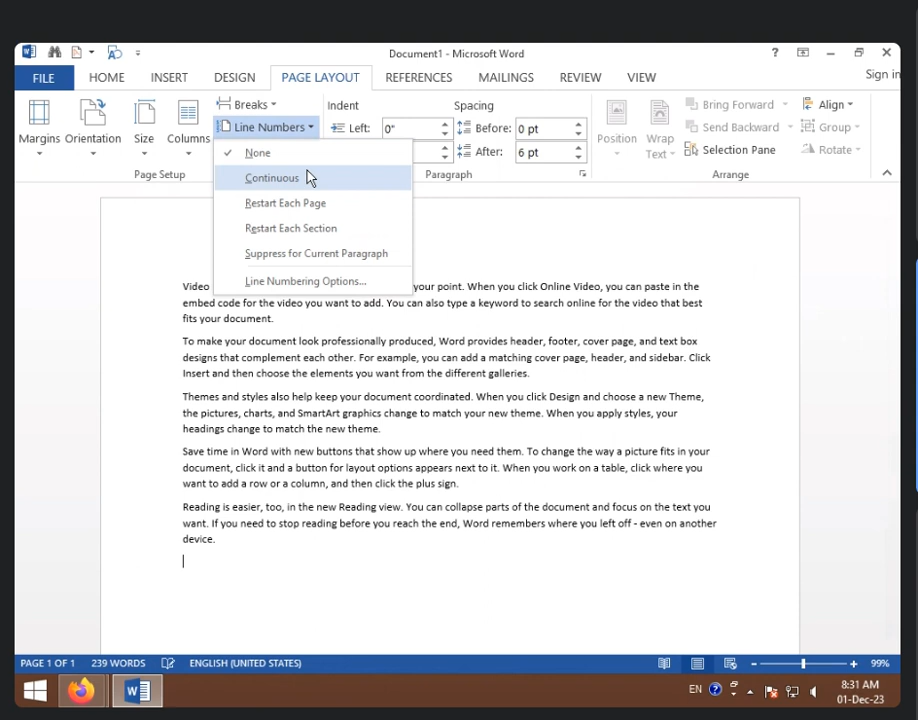 Document1 - Microsoft Word
?
Sign in
FILE HOME INSERT DESIGN PAGE LAYOUT REFERENCES MAILINGS REVIEW VIEW
Margins
Orientation
Size
Columns
Breaks
Line Numbers
Page Setup
Indent
Left: 0"
Spacing
Before: 0 pt
After: 6 pt
Paragraph
Position
Wrap
Text
Bring Forward
Send Backward
Selection Pane
Align
Group
Rotate
Arrange
None
Continuous
Restart Each Page
Restart Each Section
Suppress for Current Paragraph
Line Numbering Options...
Video your point. When you click Online Video, you can paste in the
embed code for the video you want to add. You can also type a keyword to search online for the video that best
fits your document.
To make your document look professionally produced, Word provides header, footer, cover page, and text box
designs that complement each other. For example, you can add a matching cover page, header, and sidebar. Click
Insert and then choose the elements you want from the different galleries.
Themes and styles also help keep your document coordinated. When you click Design and choose a new Theme,
the pictures, charts, and SmartArt graphics change to match your new theme. When you apply styles, your
headings change to match the new theme.
Save time in Word with new buttons that show up where you need them. To change the way a picture fits in your
document, click it and a button for layout options appears next to it. When you work on a table, click where you
want to add a row or a column, and then click the plus sign.
Reading is easier, too, in the new Reading view. You can collapse parts of the document and focus on the text you
want. If you need to stop reading before you reach the end, Word remembers where you left off - even on another
device.
PAGE 1 OF 1 239 WORDS ENGLISH (UNITED STATES) 99%
EN
8:31 AM
01-Dec-23